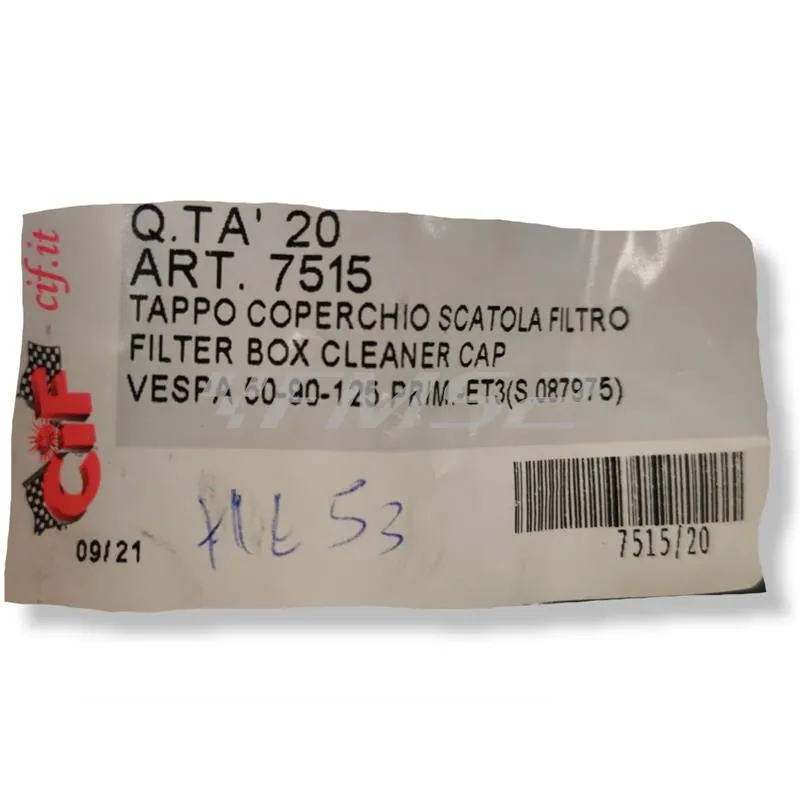 Q.TA' 20
ART. 7515
TAPPO COPERCHIO SCATOLA FILTRO
FILTER BOX CLEANER CAP
VESPA 50-90-125 PRIM.-ET3(S.087975)
cif.it
CiF
09/21
53
7515/20